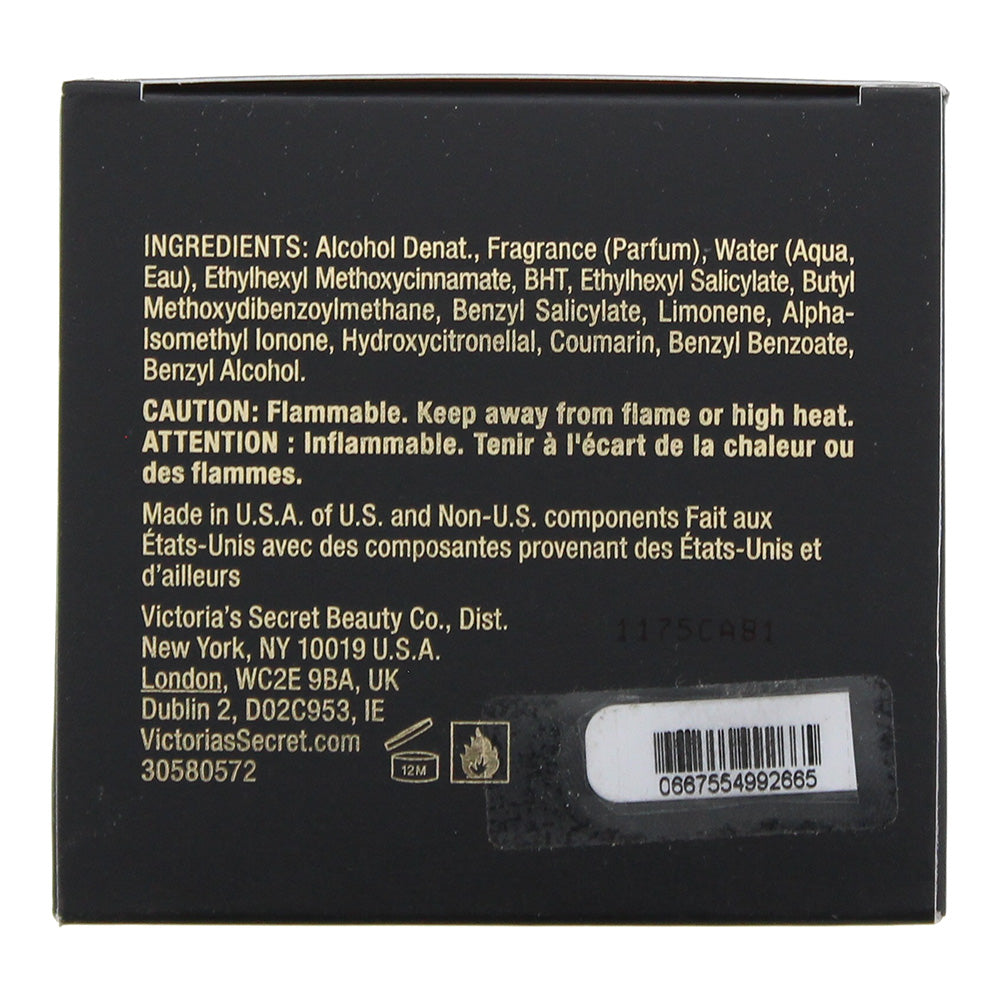 INGREDIENTS: Alcohol Denat., Fragrance (Parfum), Water (Aqua,
Eau), Ethylhexyl Methoxycinnamate, BHT, Ethylhexyl Salicylate, Butyl
Methoxydibenzoylmethane, Benzyl Salicylate, Limonene, Alpha-
Isomethyl Ionone, Hydroxycitronellal, Coumarin, Benzyl Benzoate,
Benzyl Alcohol.
CAUTION: Flammable. Keep away from flame or high heat.
ATTENTION : Inflammable. Tenir à l'écart de la chaleur ou
des flammes.
Made in U.S.A. of U.S. and Non-U.S. components Fait aux
États-Unis avec des composantes provenant des États-Unis et
d'ailleurs
Victoria's Secret Beauty Co., Dist.
New York, NY 10019 U.S.A.
London, WC2E 9BA, UK
Dublin 2, D02C953, IE
VictoriasSecret.com
30580572
12M
1175CA81
0667554992665